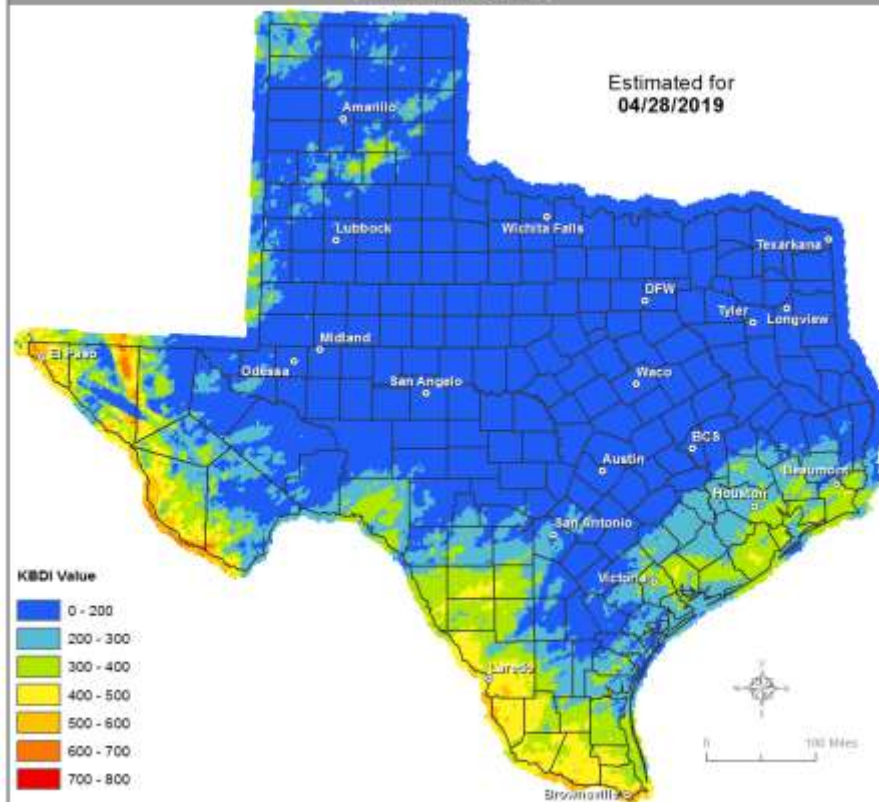 Estimated for
04/28/2019
Amarillo
Lubbock
Wichita Falls
Texarkana
DFW
Tyler
Longview
El Paso
Midland
Odessa
San Angelo
Waco
BCS
Austin
Beaumont
Houston
San Antonio
Victoria
Laredo
Brownsville
KBDI Value
0 - 200
200 - 300
300 - 400
400 - 500
500 - 600
600 - 700
700 - 800
0
100 Miles